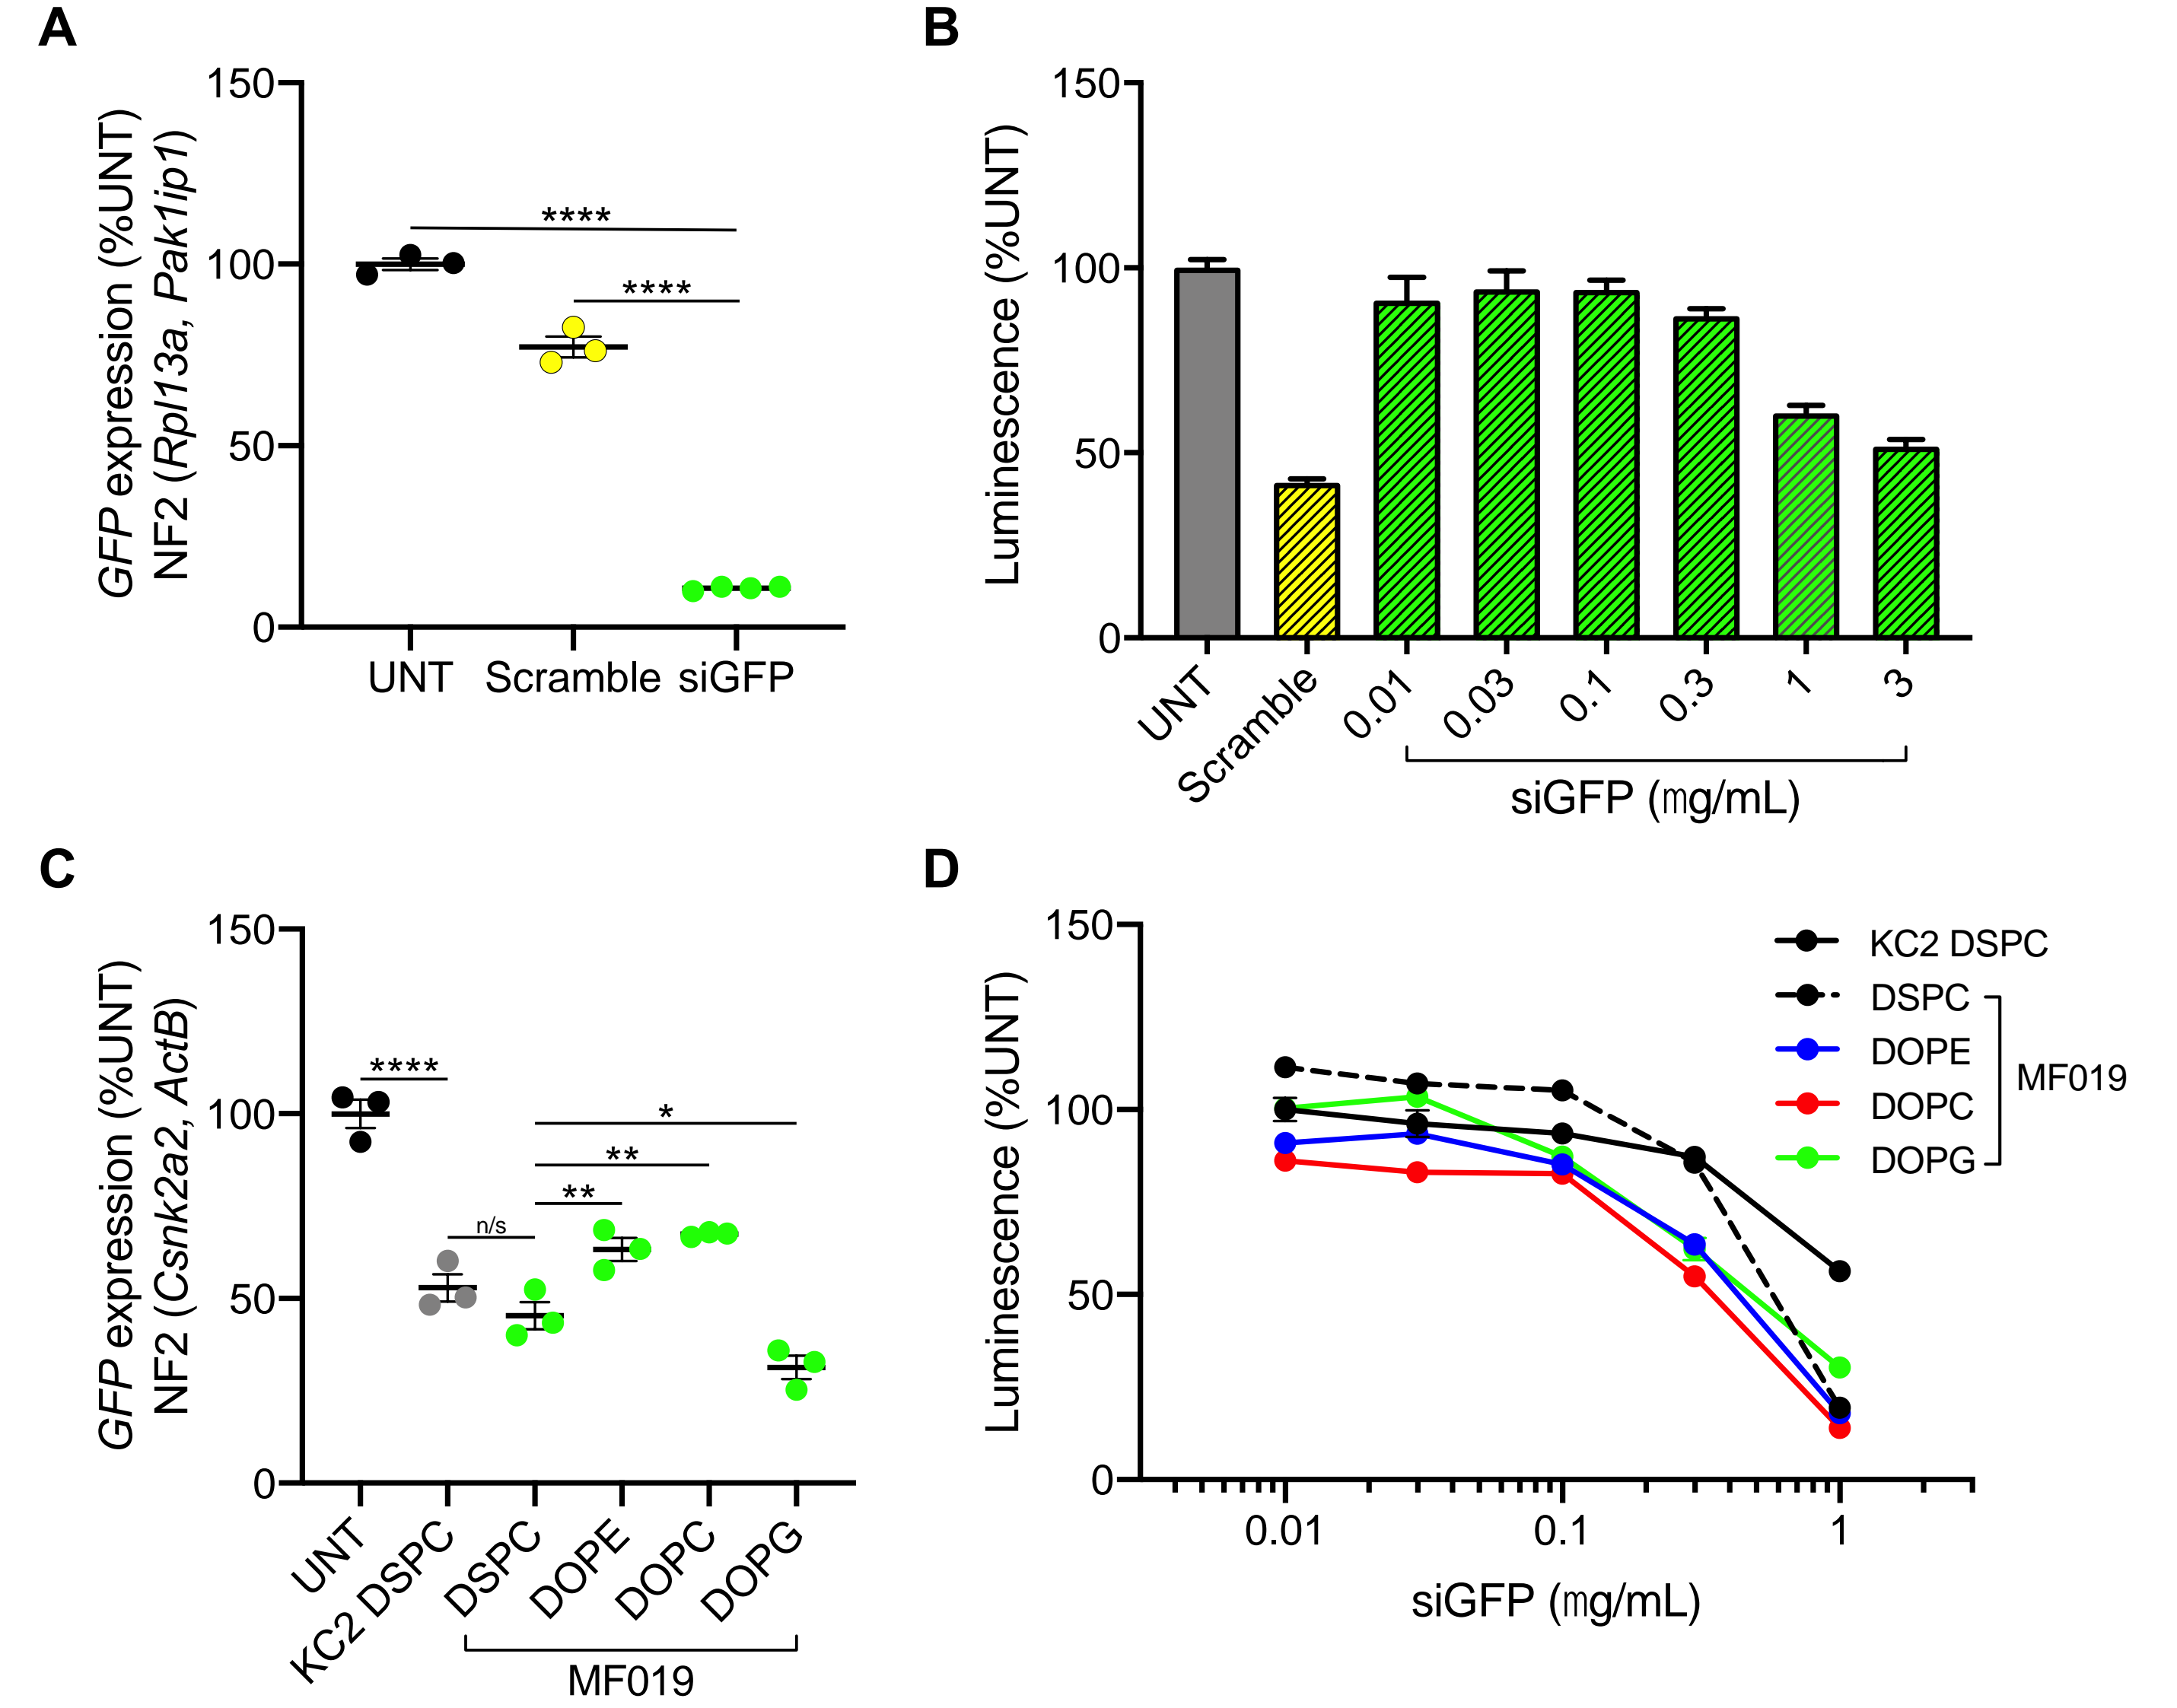 A
GFP expression (%UNT)
NF2 (Rpl13a, Pak1ip1)
150
100
50
0
****
****
UNT Scramble siGFP
B
Luminescence (%UNT)
150
100
50
0
UNT
Scramble
0.01
0.03
0.1
0.3
1
3
siGFP (㎎/mL)
C
GFP expression (%UNT)
NF2 (Csnk2a2, ActB)
150
100
50
0
****
n/s
**
**
*
UNT
KC2 DSPC
DSPC
DOPE
DOPC
DOPG
MF019
D
Luminescence (%UNT)
150
100
50
0
0.01 0.1 1
siGFP (㎎/mL)
KC2 DSPC
DSPC
DOPE
DOPC
DOPG
MF019